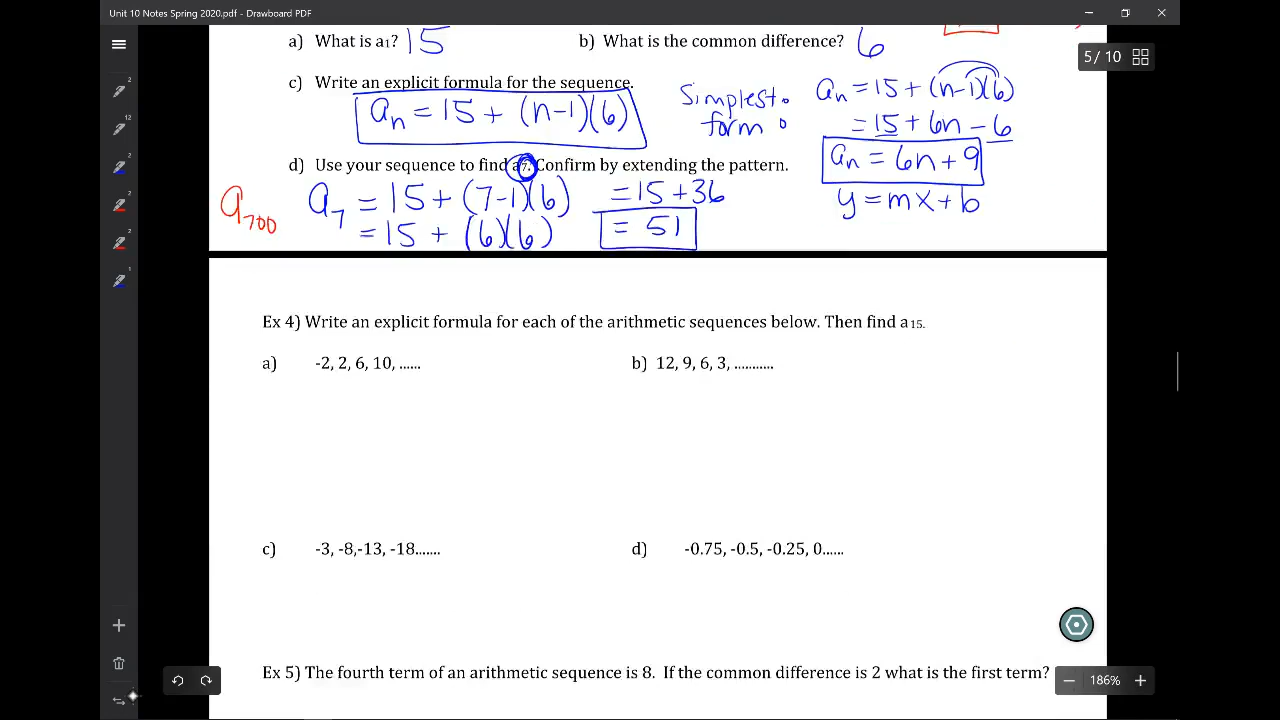 Unit 10 Notes Spring 2020.pdf - Drawboard PDF
5 / 10
a) What is a1? 15 b) What is the common difference? 6
c) Write an explicit formula for the sequence.
an = 15 + (n-1)(6)
Simplest
form :
an = 15 + (n-1)(6)
= 15 + 6n - 6
an = 6n + 9
y = mx + b
d) Use your sequence to find a7. Confirm by extending the pattern.
a700
a7 = 15 + (7-1)(6) = 15 + 36
= 15 + (6)(6) = 51
Ex 4) Write an explicit formula for each of the arithmetic sequences below. Then find a15.
a) -2, 2, 6, 10, ...... b) 12, 9, 6, 3, ...........
c) -3, -8,-13, -18....... d) -0.75, -0.5, -0.25, 0......
Ex 5) The fourth term of an arithmetic sequence is 8. If the common difference is 2 what is the first term?
186%
2
12
2
2
2
1